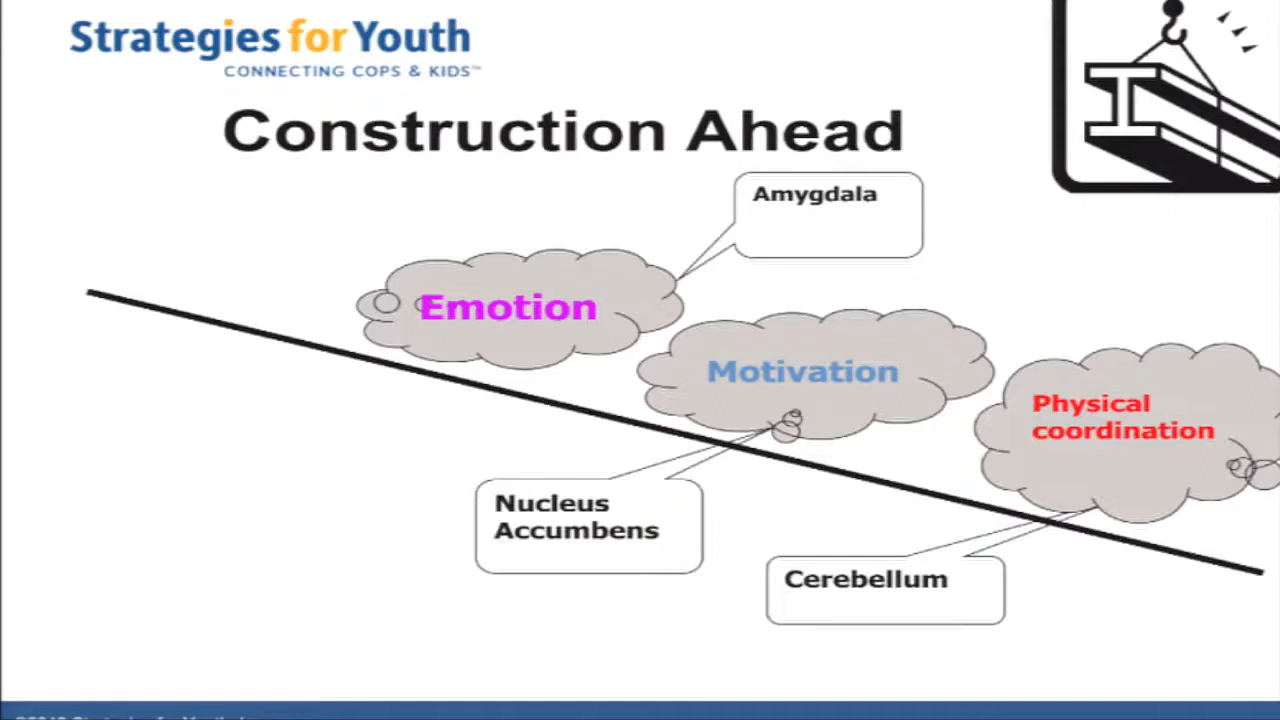 Strategies for Youth
CONNECTING COPS & KIDS™
Construction Ahead
Amygdala
Emotion
Motivation
Physical
coordination
Nucleus
Accumbens
Cerebellum